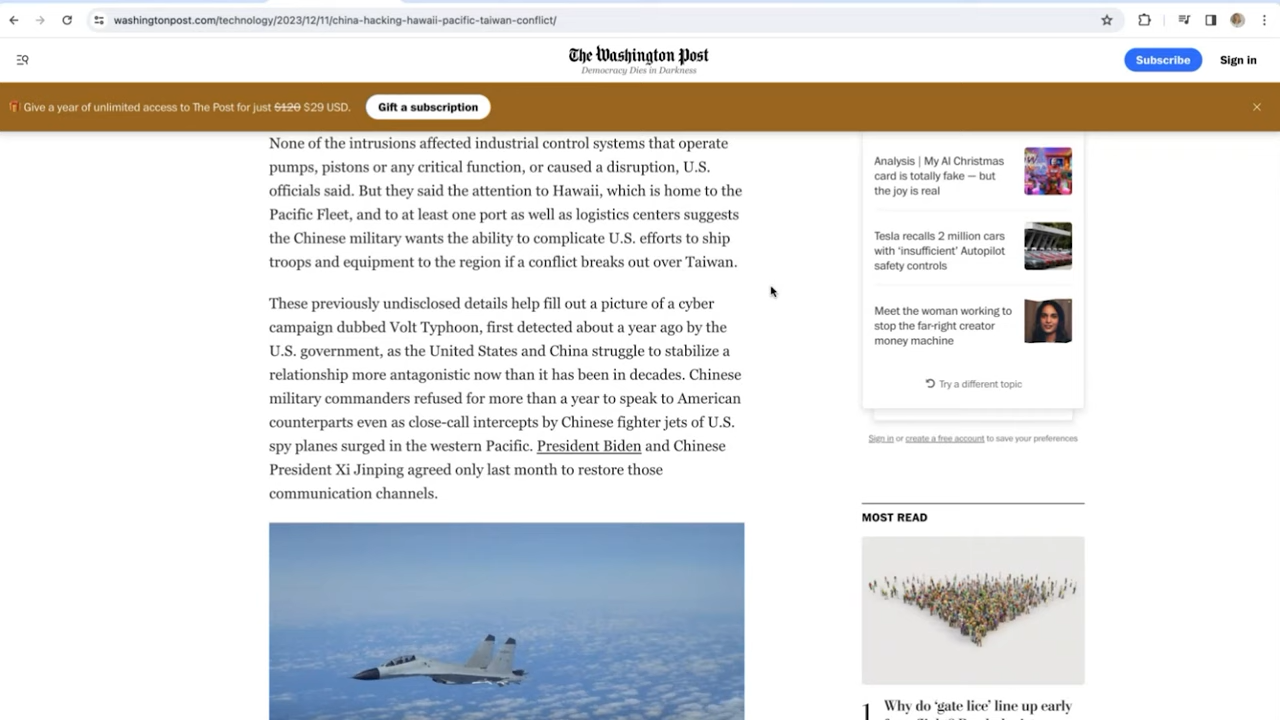 washingtonpost.com/technology/2023/12/11/china-hacking-hawaii-pacific-taiwan-conflict/
The Washington Post
Democracy Dies in Darkness
Subscribe
Sign in
Give a year of unlimited access to The Post for just $120 $29 USD.
Gift a subscription
None of the intrusions affected industrial control systems that operate
pumps, pistons or any critical function, or caused a disruption, U.S.
officials said. But they said the attention to Hawaii, which is home to the
Pacific Fleet, and to at least one port as well as logistics centers suggests
the Chinese military wants the ability to complicate U.S. efforts to ship
troops and equipment to the region if a conflict breaks out over Taiwan.
These previously undisclosed details help fill out a picture of a cyber
campaign dubbed Volt Typhoon, first detected about a year ago by the
U.S. government, as the United States and China struggle to stabilize a
relationship more antagonistic now than it has been in decades. Chinese
military commanders refused for more than a year to speak to American
counterparts even as close-call intercepts by Chinese fighter jets of U.S.
spy planes surged in the western Pacific. President Biden and Chinese
President Xi Jinping agreed only last month to restore those
communication channels.
Analysis | My AI Christmas
card is totally fake — but
the joy is real
Tesla recalls 2 million cars
with ‘insufficient’ Autopilot
safety controls
Meet the woman working to
stop the far-right creator
money machine
Try a different topic
Sign in or create a free account to save your preferences
MOST READ
1
Why do ‘gate lice’ line up early